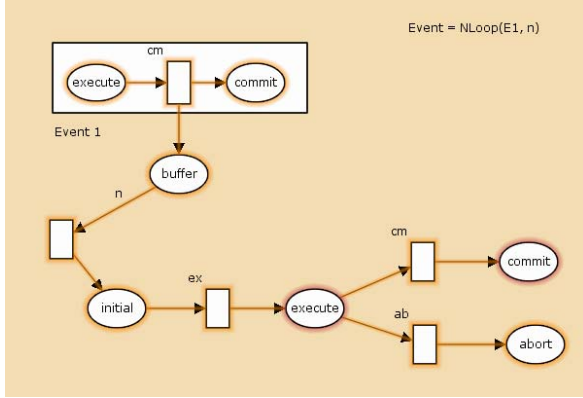 Event = NLoop(E1, n)
cm
execute
commit
Event 1
buffer
n
cm
commit
ex
initial
execute
ab
abort